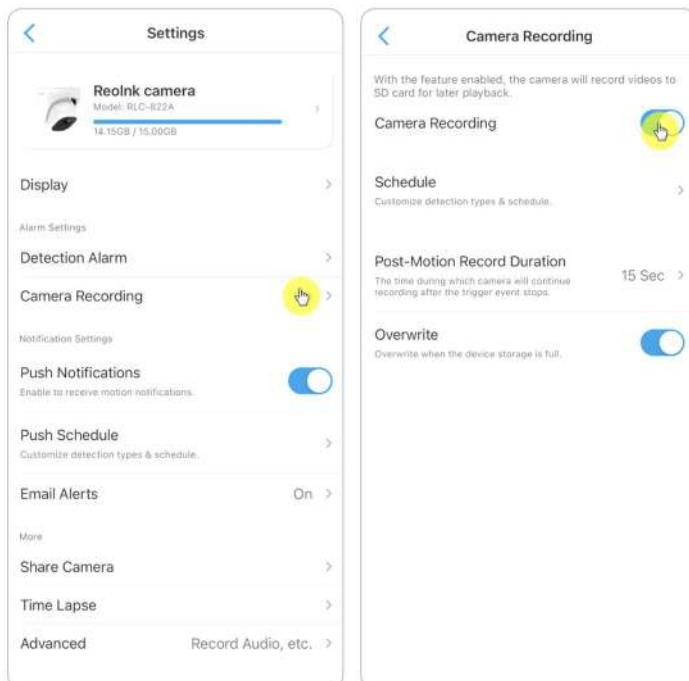 Settings
Reolnk camera
Model: RLC-822A
14.15GB / 15.00GB
Display
Alarm Settings
Detection Alarm
Camera Recording
Notification Settings
Push Notifications
Enable to receive motion notifications.
Push Schedule
Customize detection types & schedule.
Email Alerts On
More
Share Camera
Time Lapse
Advanced Record Audio, etc.
Camera Recording
With the feature enabled, the camera will record videos to
SD card for later playback.
Camera Recording
Schedule
Customize detection types & schedule.
Post-Motion Record Duration
The time during which camera will continue
recording after the trigger event stops.
15 Sec
Overwrite
Overwrite when the device storage is full.